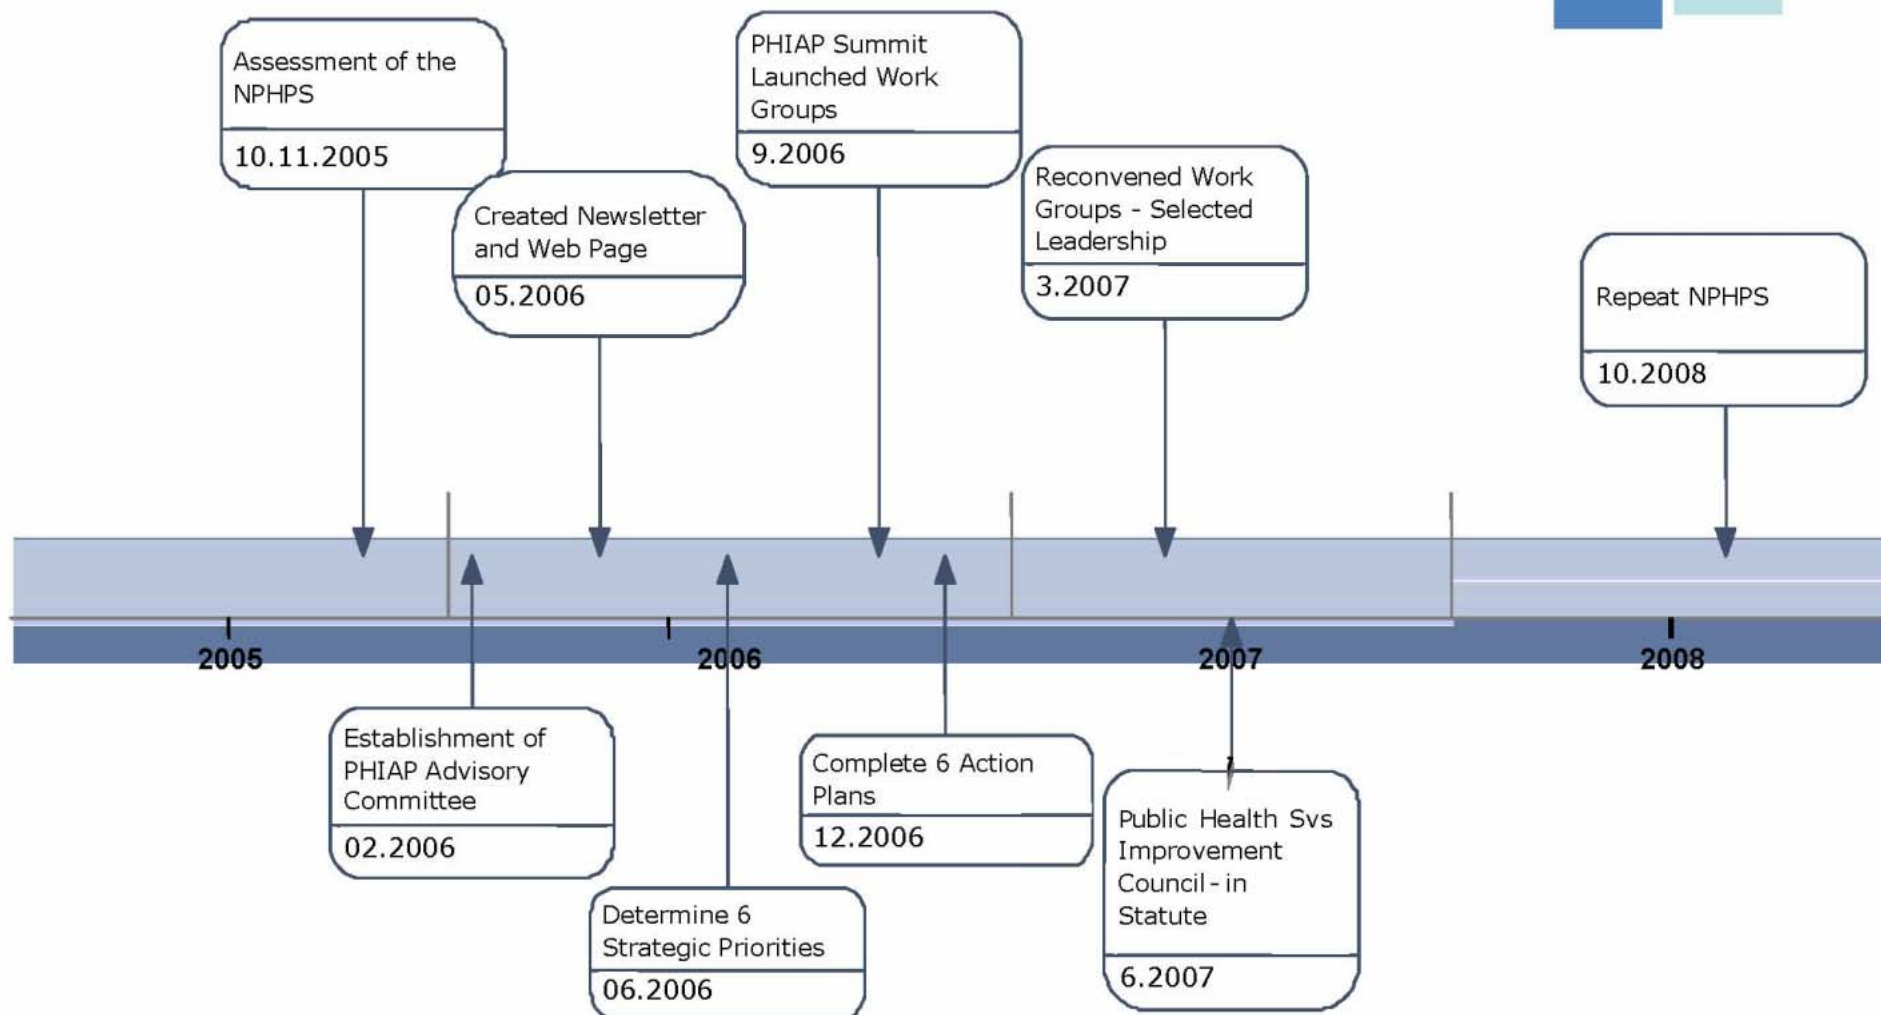 Assessment of the
NPHPS
10.11.2005
Created Newsletter
and Web Page
05.2006
PHIAP Summit
Launched Work
Groups
9.2006
Reconvened Work
Groups - Selected
Leadership
3.2007
Repeat NPHPS
10.2008
2005
2006
2007
2008
Establishment of
PHIAP Advisory
Committee
02.2006
Determine 6
Strategic Priorities
06.2006
Complete 6 Action
Plans
12.2006
Public Health Svs
Improvement
Council - in
Statute
6.2007